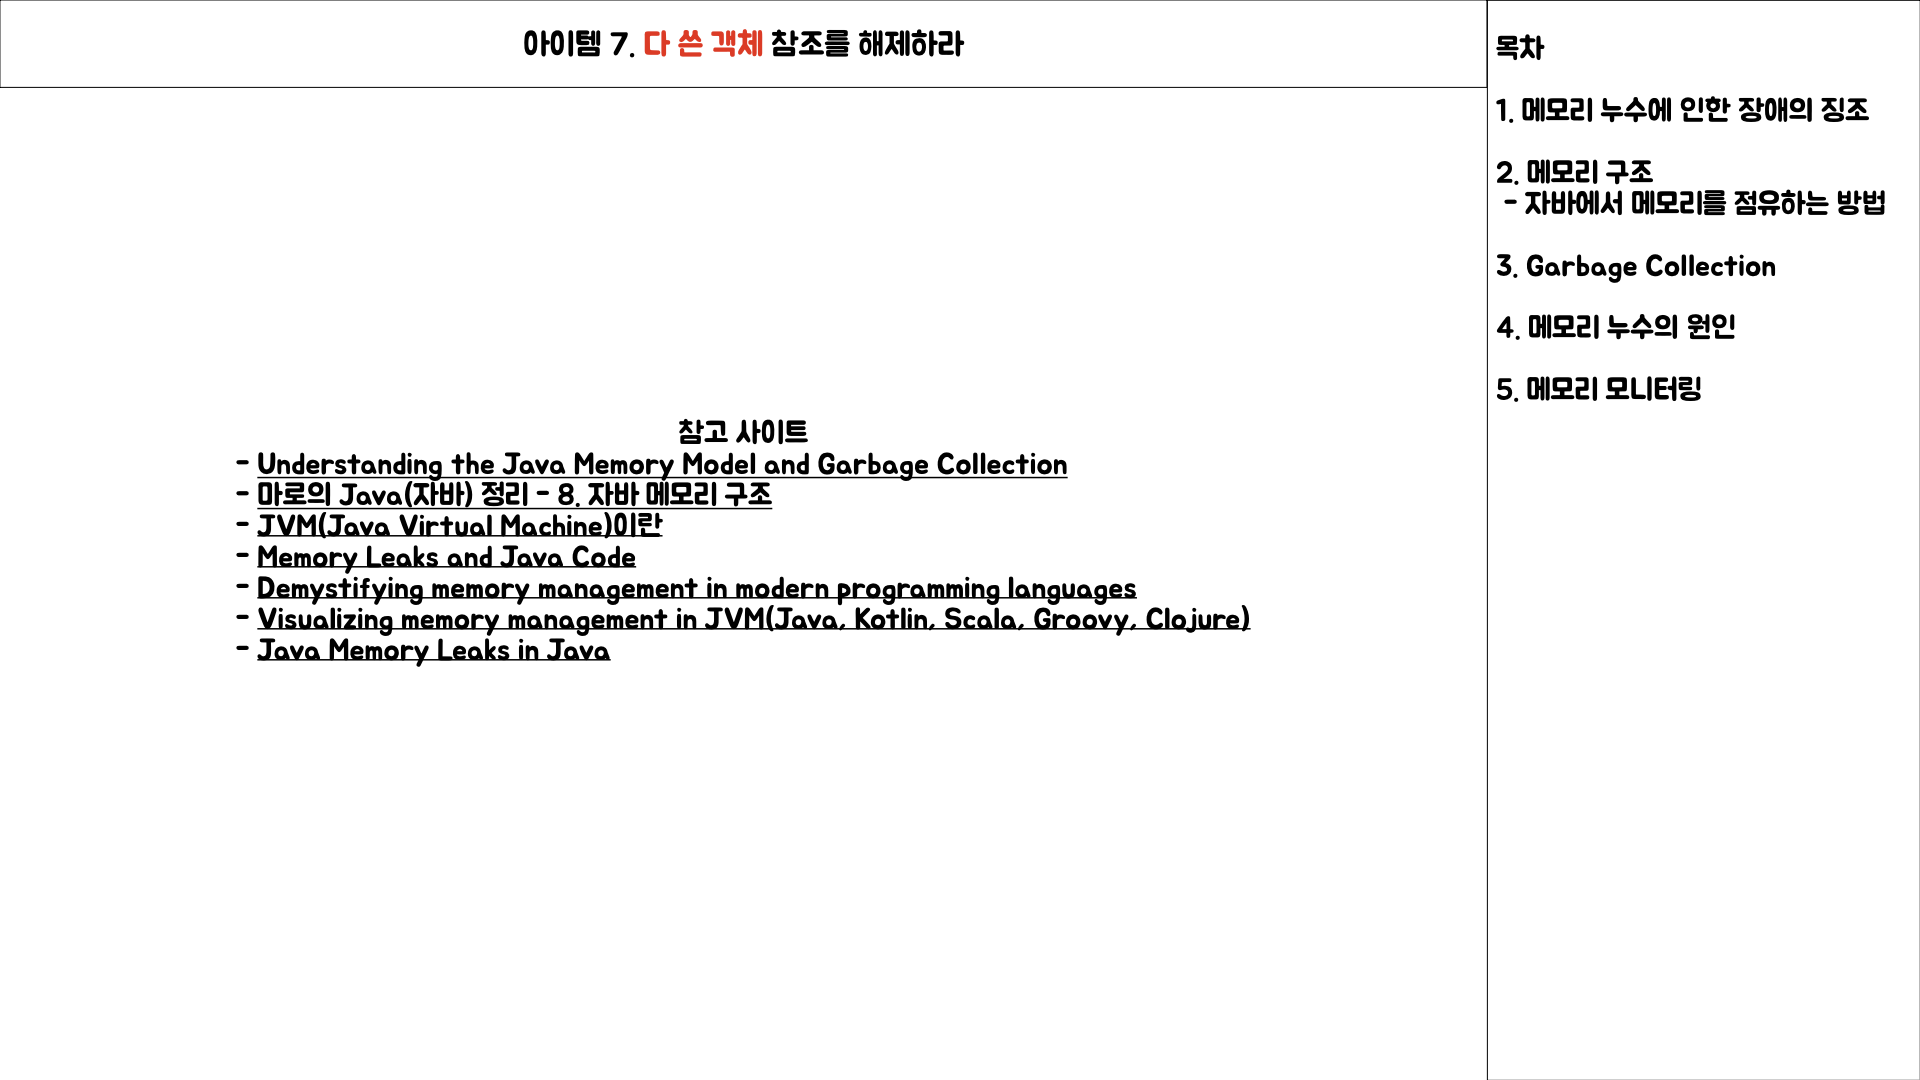 아이템 7. 다 쓴 객체 참조를 해제하라
참고 사이트
- Understanding the Java Memory Model and Garbage Collection
- 마로의 Java(자바) 정리 - 8. 자바 메모리 구조
- JVM(Java Virtual Machine)이란
- Memory Leaks and Java Code
- Demystifying memory management in modern programming languages
- Visualizing memory management in JVM(Java, Kotlin, Scala, Groovy, Clojure)
- Java Memory Leaks in Java
목차
1. 메모리 누수에 인한 장애의 징조
2. 메모리 구조
- 자바에서 메모리를 점유하는 방법
3. Garbage Collection
4. 메모리 누수의 원인
5. 메모리 모니터링